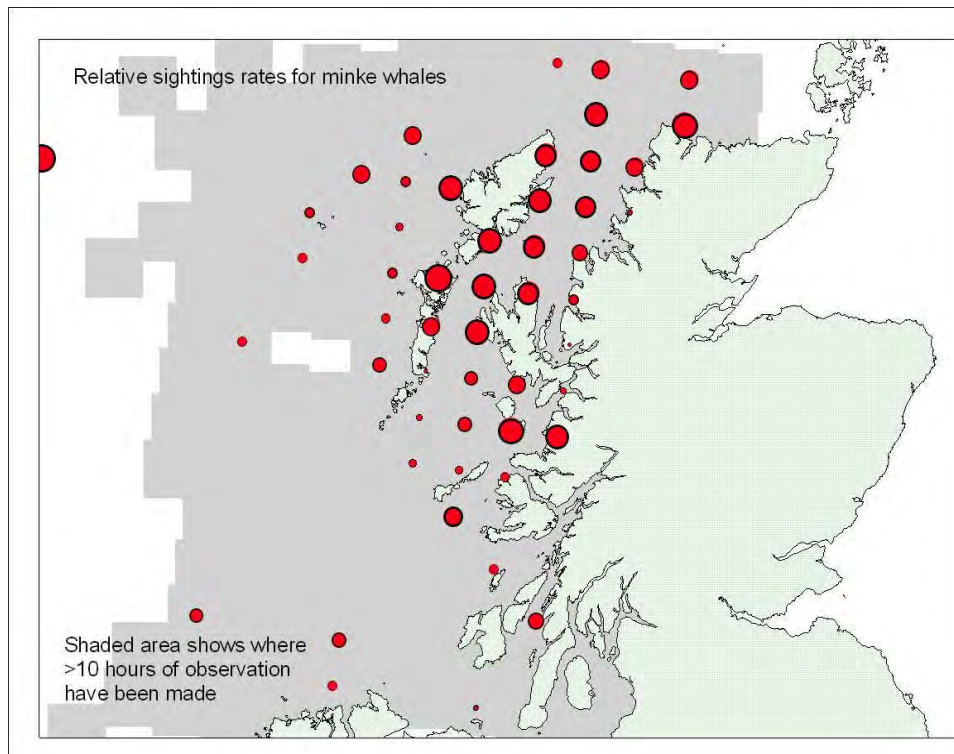 Relative sightings rates for minke whales
Shaded area shows where
>10 hours of observation
have been made